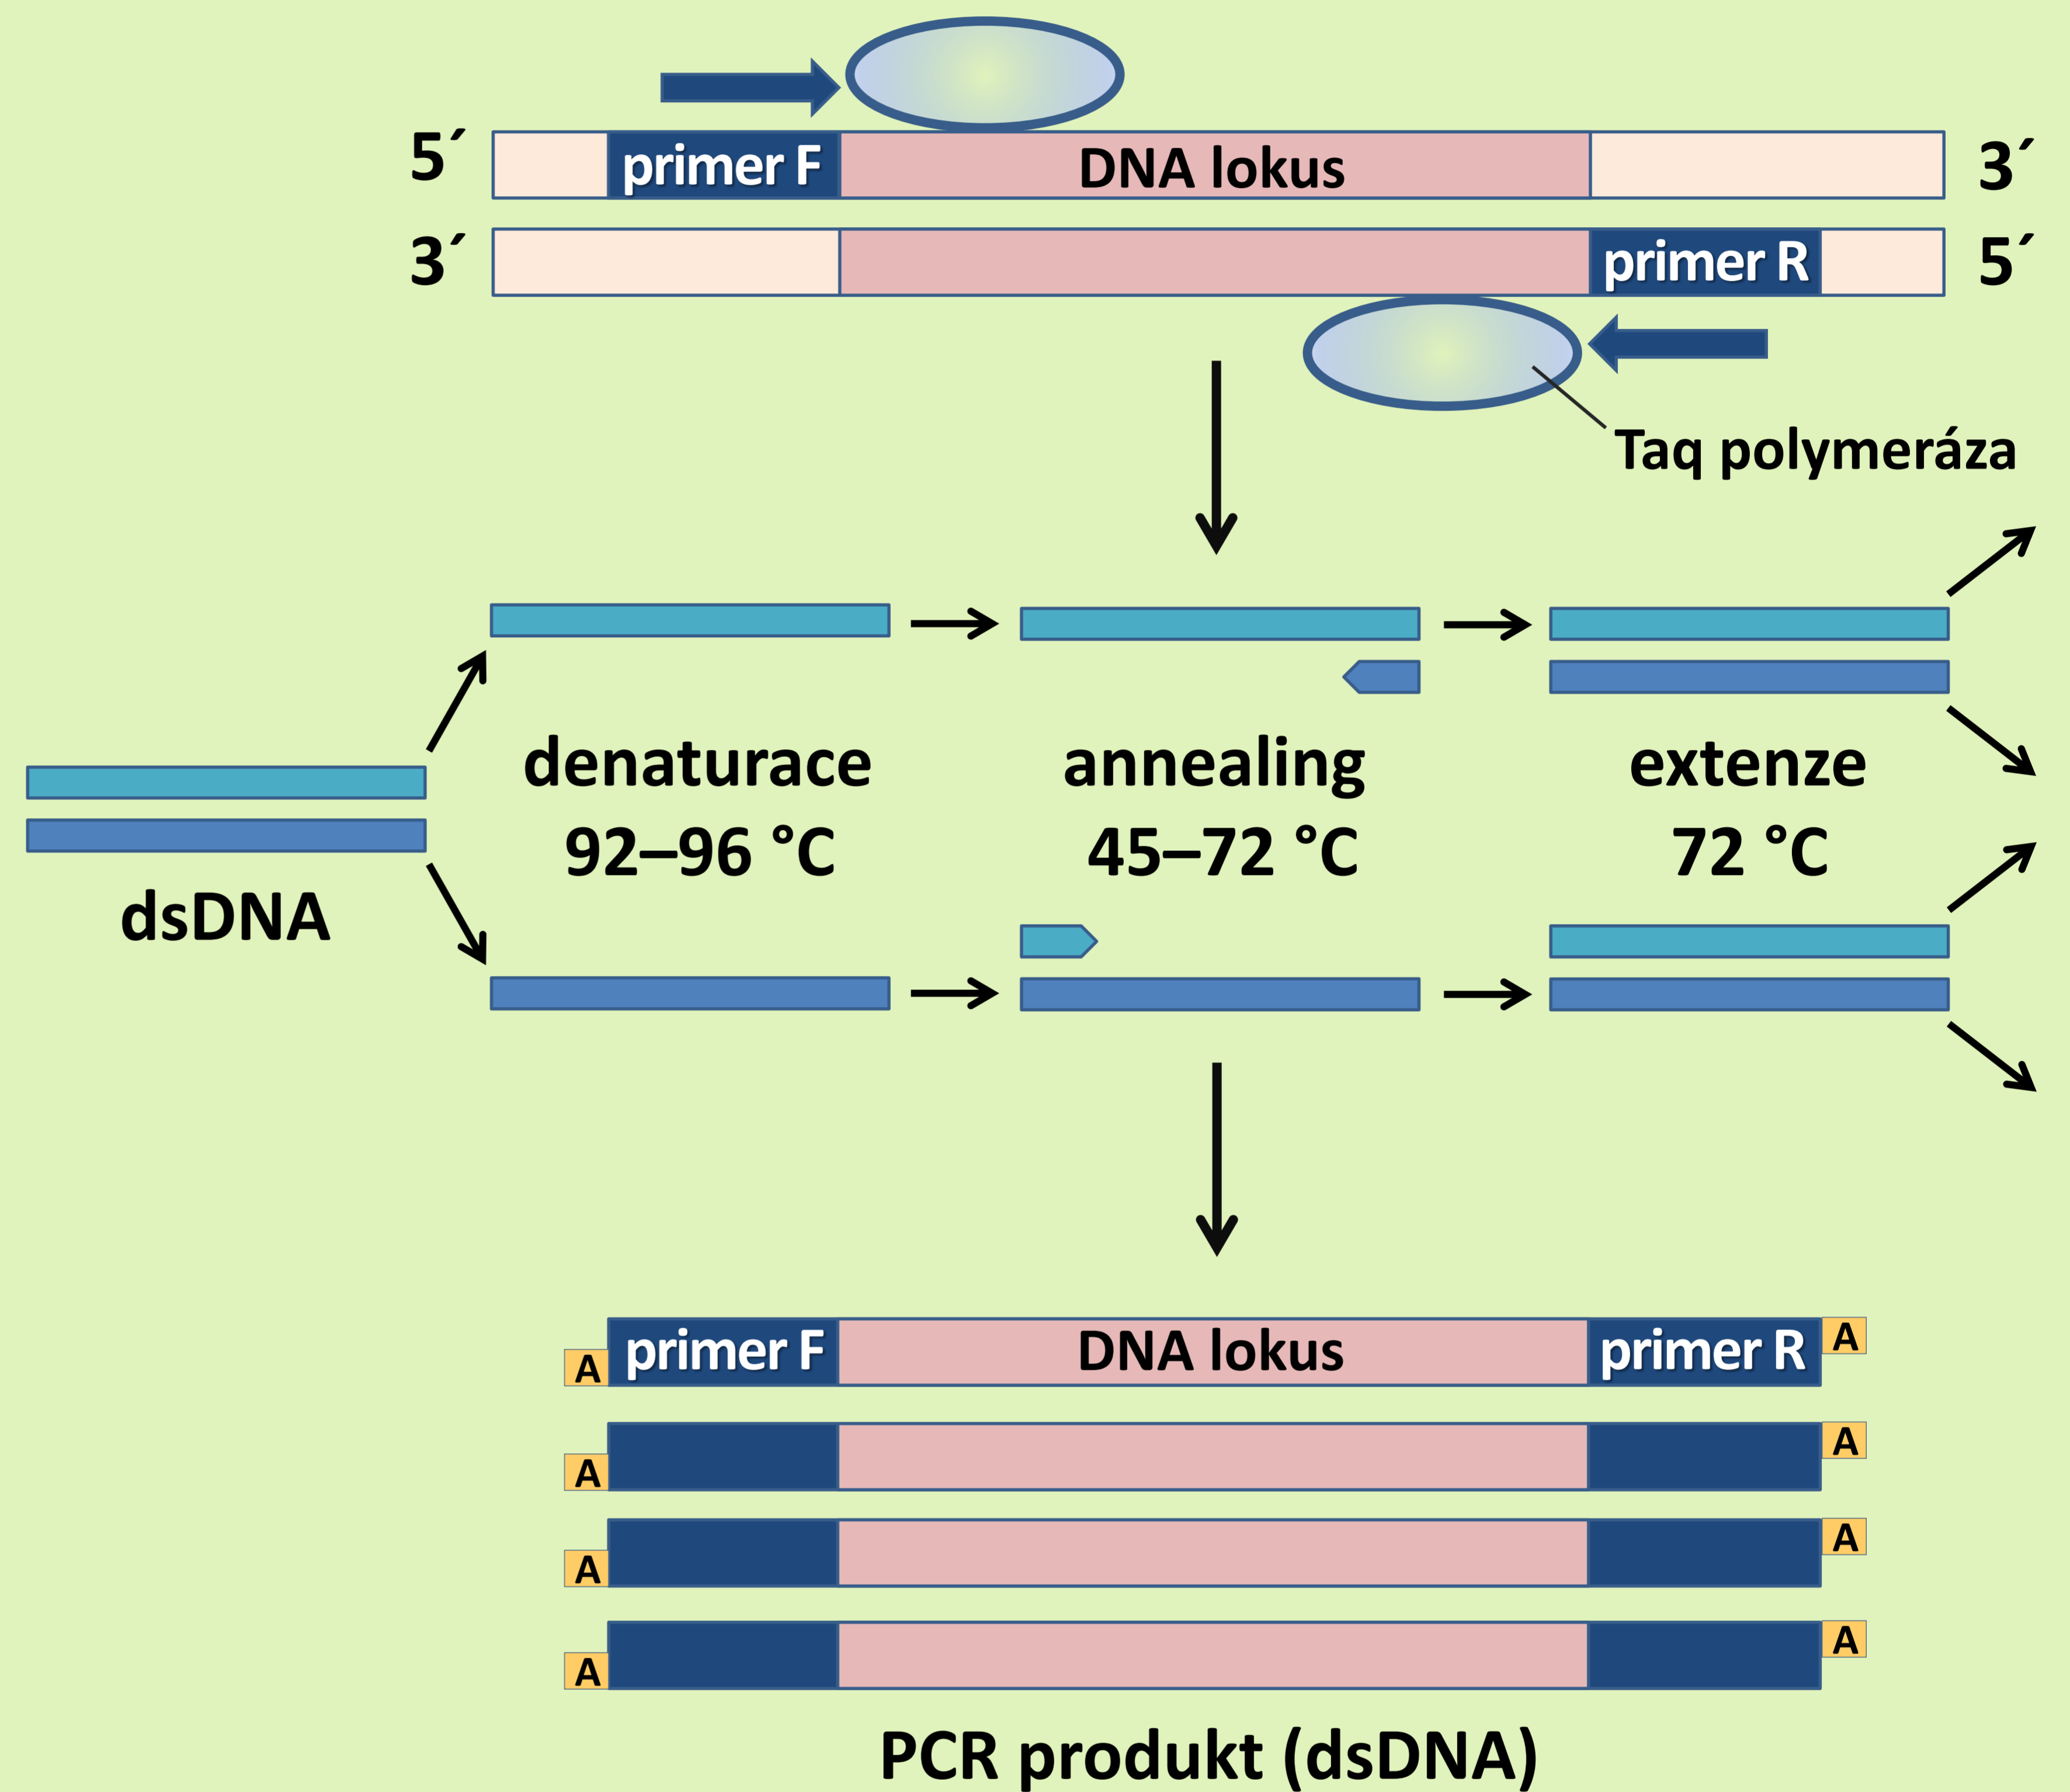 5´ primer F DNA lokus 3´
3´ primer R 5´
Taq polymeráza
denaturace annealing extenze
92–96 °C 45–72 °C 72 °C
dsDNA
primer F DNA lokus primer R A
A
A
A
A
A
A
A
PCR produkt (dsDNA)